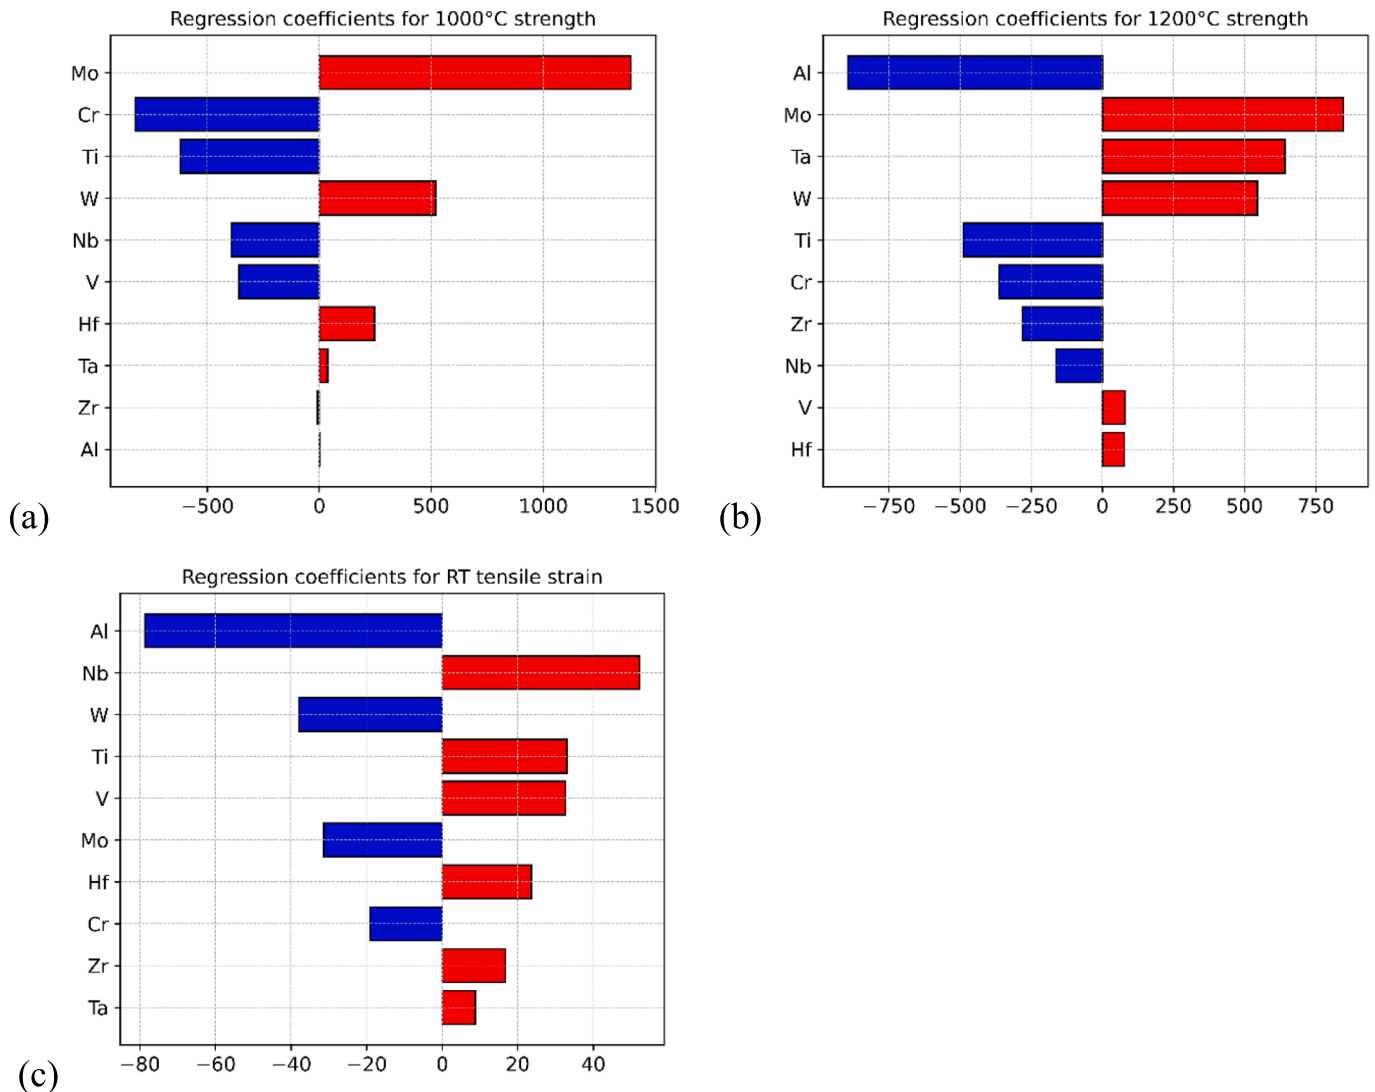 Regression coefficients for 1000°C strength
Mo
Cr
Ti
W
Nb
V
Hf
Ta
Zr
Al
−500 0 500 1000 1500
(a)
Regression coefficients for 1200°C strength
Al
Mo
Ta
W
Ti
Cr
Zr
Nb
V
Hf
−750 −500 −250 0 250 500 750
(b)
Regression coefficients for RT tensile strain
Al
Nb
W
Ti
V
Mo
Hf
Cr
Zr
Ta
−80 −60 −40 −20 0 20 40
(c)